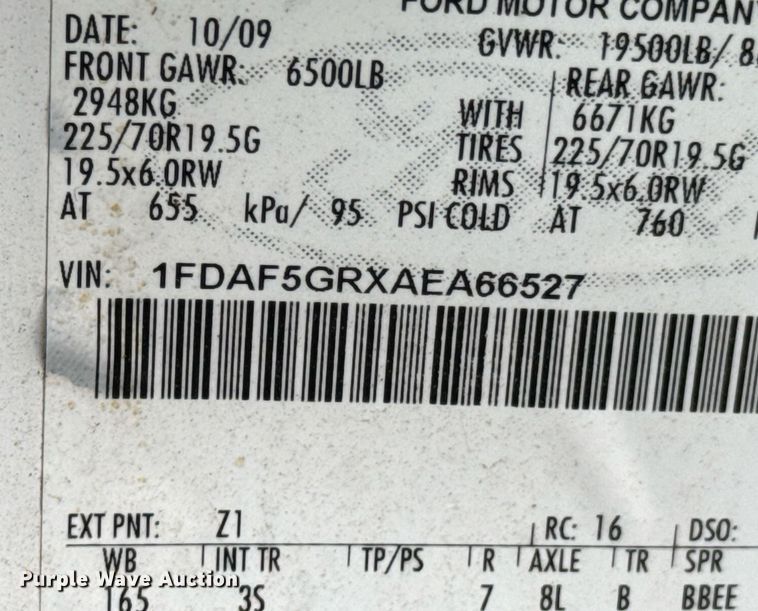 FORD MOTOR COMPANY
DATE: 10/09 GVWR: 19500LB/ 8
FRONT GAWR: 6500LB REAR GAWR:
2948KG WITH 6671KG
225/70R19.5G TIRES 225/70R19.5G
19.5x6.0RW RIMS 19.5x6.0RW
AT 655 kPa/ 95 PSI COLD AT 760
VIN: 1FDAF5GRXAEA66527
EXT PNT: Z1 RC: 16 DSO:
WB INT TR TP/PS R AXLE TR SPR
165 3S 7 8L B BBEE
Purple Wave Auction